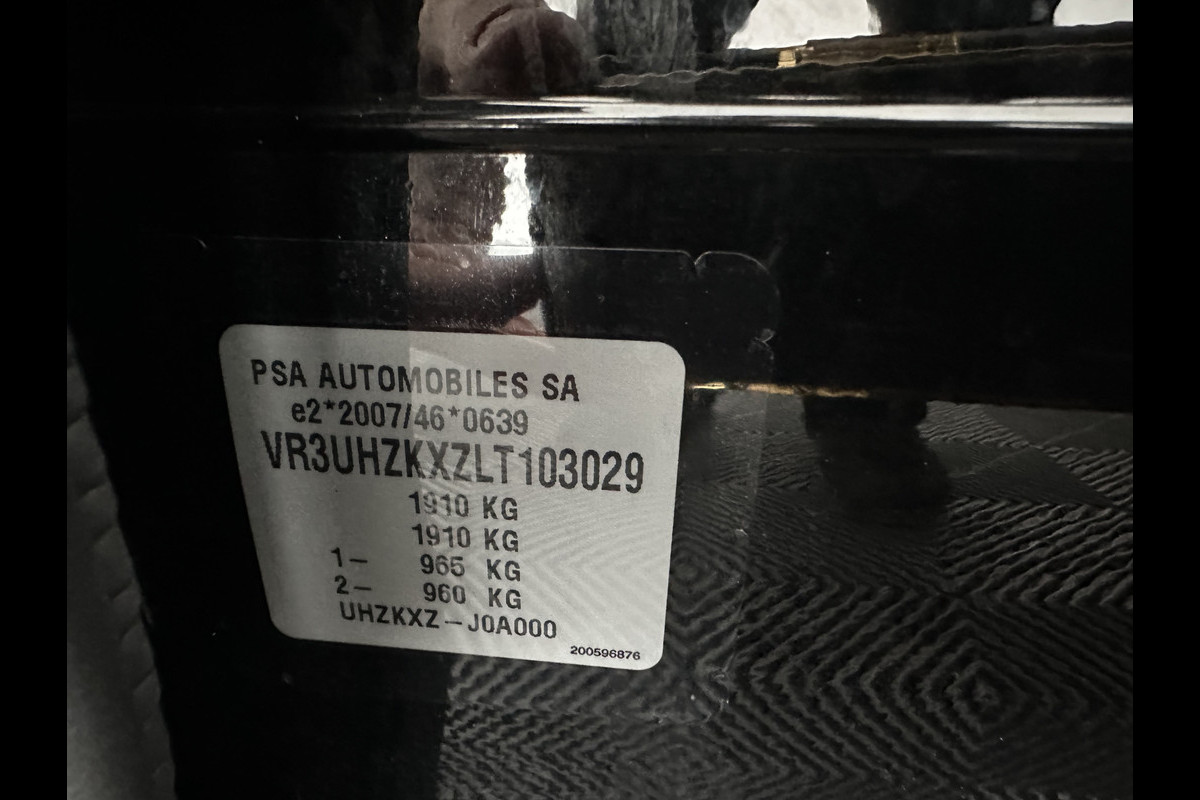 PSA AUTOMOBILES SA
e2*2007/46*0639
VR3UHZKXZLT103029
1910 KG
1910 KG
1- 965 KG
2- 960 KG
UHZKXZ-J0A000
200596876